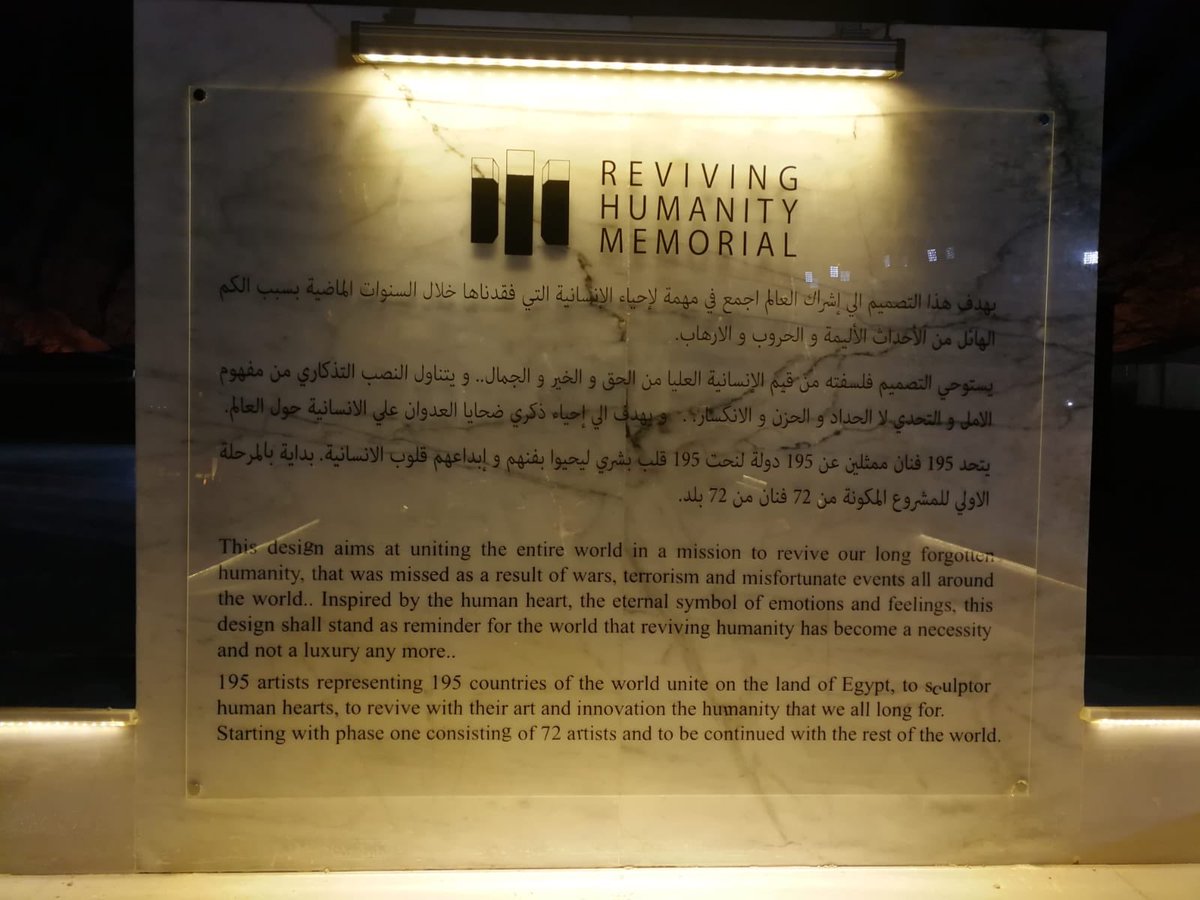 REVIVING
HUMANITY
MEMORIAL
يهدف هذا التصميم الي إشراك العالم اجمع في مهمة لإحياء الإنسانية التي فقدناها خلال السنوات الماضية بسبب الكم
الهائل من الأحداث الأليمة و الحروب و الارهاب.
يستوحي التصميم فلسفته من قيم الإنسانية العليا من الحق و الخير و الجمال.. و يتناول النصب التذكاري من مفهوم
الامل و التحدي لا الحداد و الحزن و الانكسار.. و يهدف الي إحياء ذكري ضحايا العدوان علي الانسانية حول العالم.
يتحد 195 فنان ممثلين عن 195 دولة لنحت 195 قلب بشري ليحيوا بفنهم و إبداعهم قلوب الانسانية. بداية بالمرحلة
الاولي للمشروع المكونة من 72 فنان من 72 بلد.
This design aims at uniting the entire world in a mission to revive our long forgotten
humanity, that was missed as a result of wars, terrorism and misfortunate events all around
the world.. Inspired by the human heart, the eternal symbol of emotions and feelings, this
design shall stand as reminder for the world that reviving humanity has become a necessity
and not a luxury any more..
195 artists representing 195 countries of the world unite on the land of Egypt, to sculptor
human hearts, to revive with their art and innovation the humanity that we all long for.
Starting with phase one consisting of 72 artists and to be continued with the rest of the world.